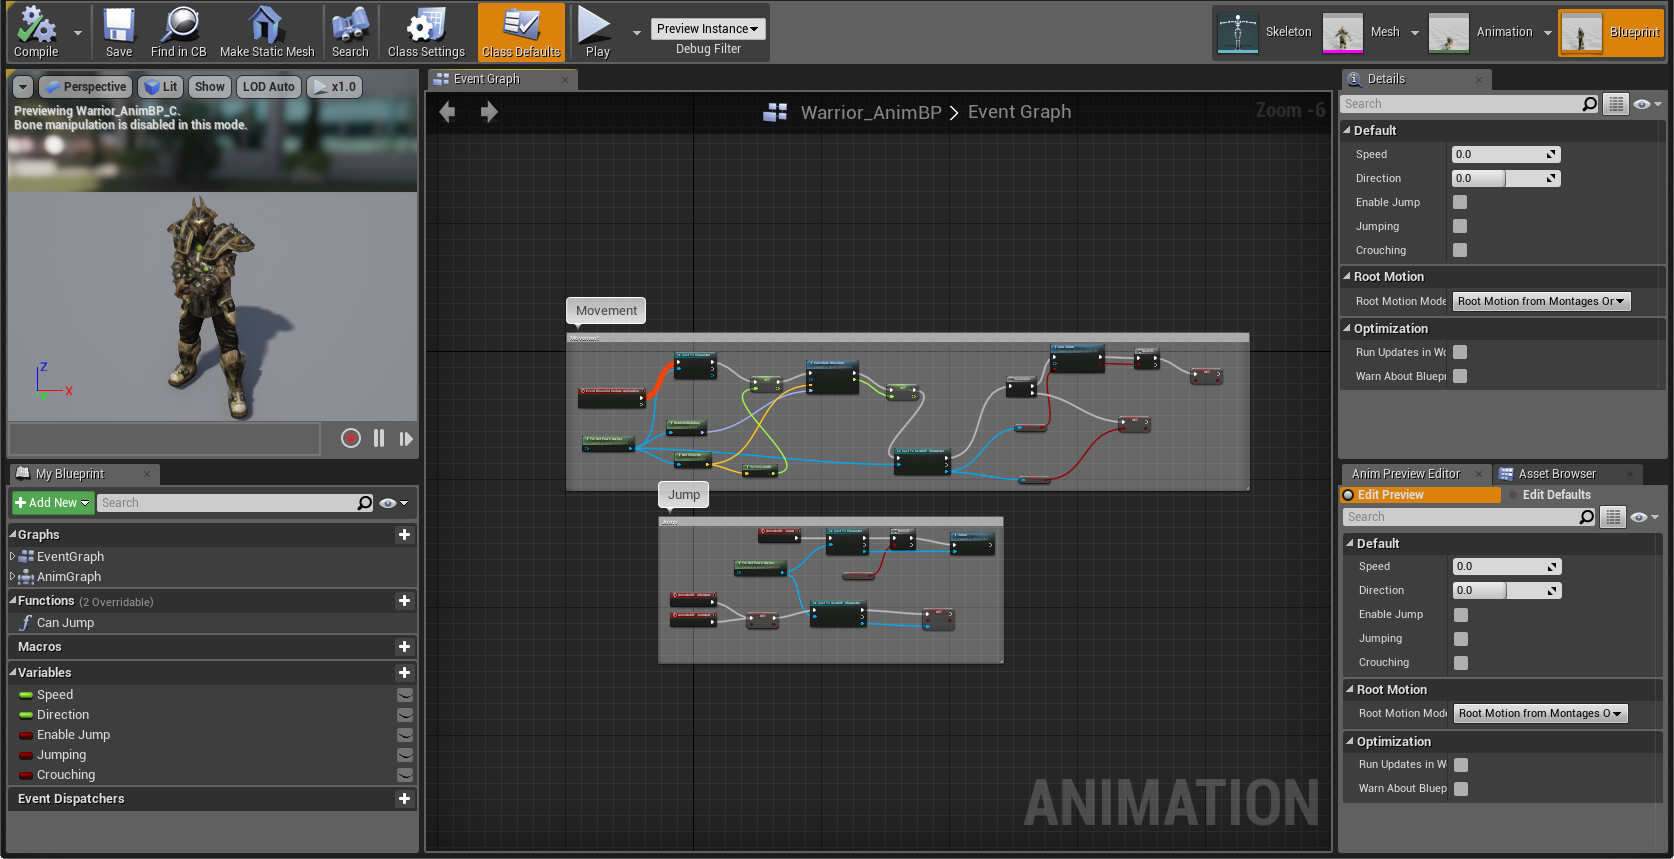 Compile
Save
Find in CB
Make Static Mesh
Search
Class Settings
Class Defaults
Play
Preview Instance
Debug Filter
Skeleton
Mesh
Animation
Blueprint
Perspective
Lit
Show
LOD Auto
x1.0
Previewing Warrior_AnimBP_C.
Bone manipulation is disabled in this mode.
Z
X
Y
My Blueprint
Add New
Search
Graphs
EventGraph
AnimGraph
Functions (2 Overridable)
Can Jump
Macros
Variables
Speed
Direction
Enable Jump
Jumping
Crouching
Event Dispatchers
Event Graph
Warrior_AnimBP > Event Graph
Zoom -6
Movement
Movement
Jump
Jump
ANIMATION
Details
Search
Default
Speed 0.0
Direction 0.0
Enable Jump
Jumping
Crouching
Root Motion
Root Motion Mode Root Motion from Montages Or
Optimization
Run Updates in Wo
Warn About Bluepr
Anim Preview Editor
Asset Browser
Edit Preview
Edit Defaults
Search
Default
Speed 0.0
Direction 0.0
Enable Jump
Jumping
Crouching
Root Motion
Root Motion Mode Root Motion from Montages O
Optimization
Run Updates in W
Warn About Bluep